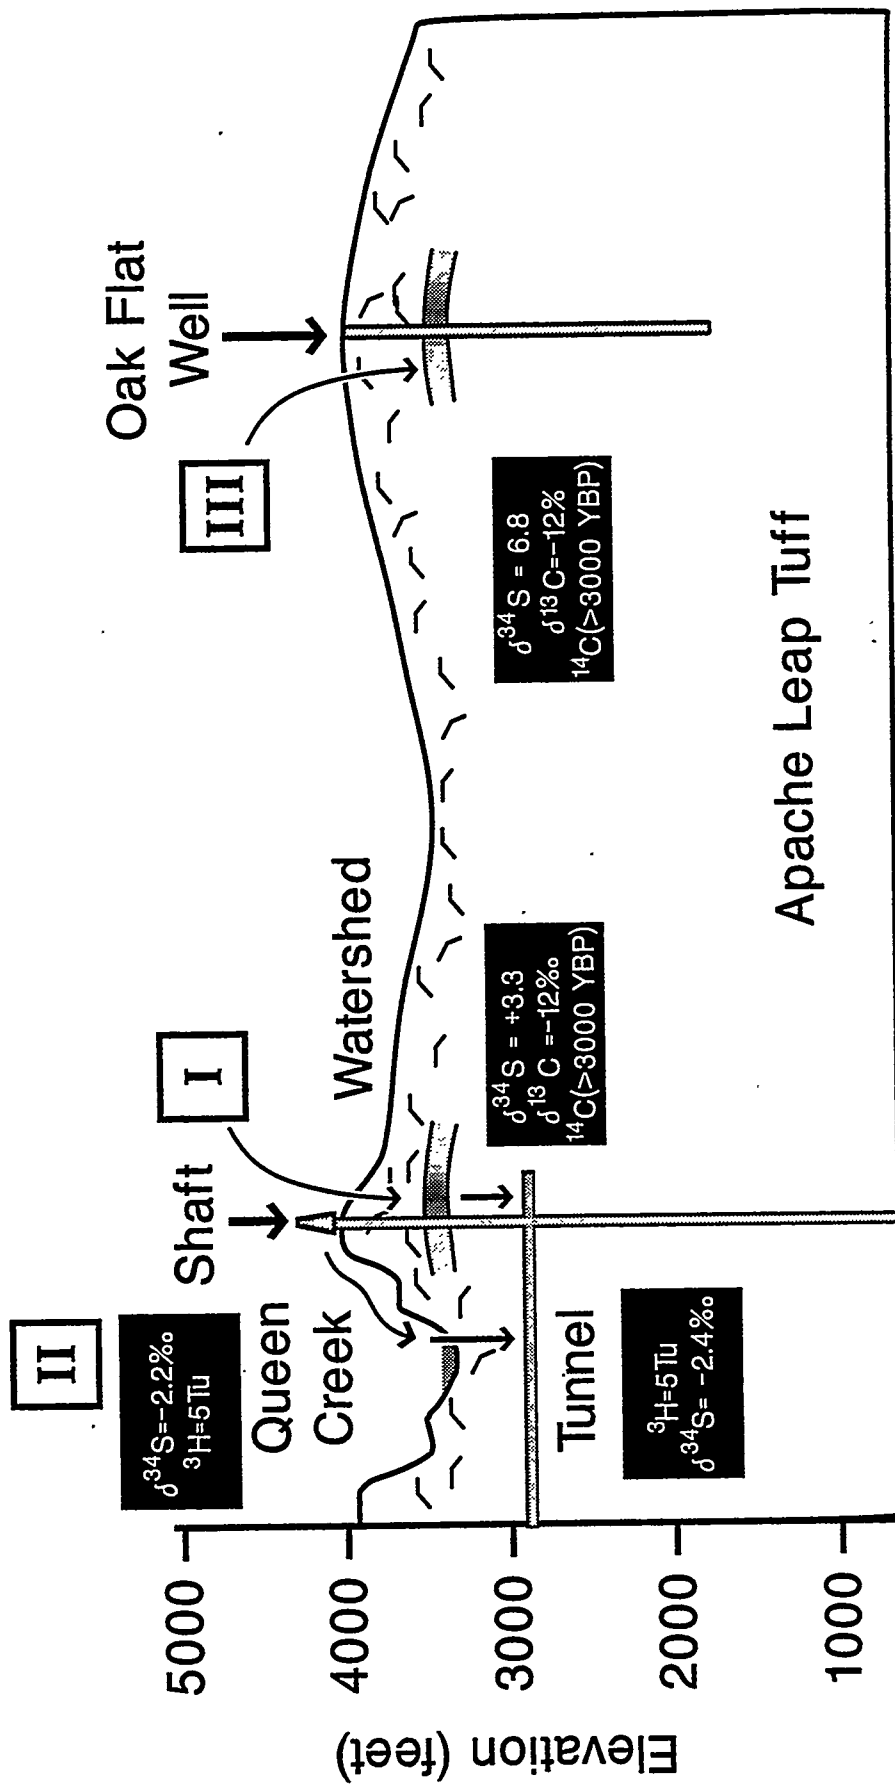 II
δ³⁴S=-2.2‰
³H=5Tu
Queen
Creek
Shaft
I
Watershed
III
Oak Flat
Well
Tunnel
³H=5Tu
δ³⁴S= -2.4‰
δ³⁴S = +3.3
δ¹³C =-12‰
¹⁴C(>3000 YBP)
δ³⁴S = 6.8
δ¹³C=-12%
¹⁴C(>3000 YBP)
Apache Leap Tuff
5000
4000
3000
2000
1000
Elevation (feet)